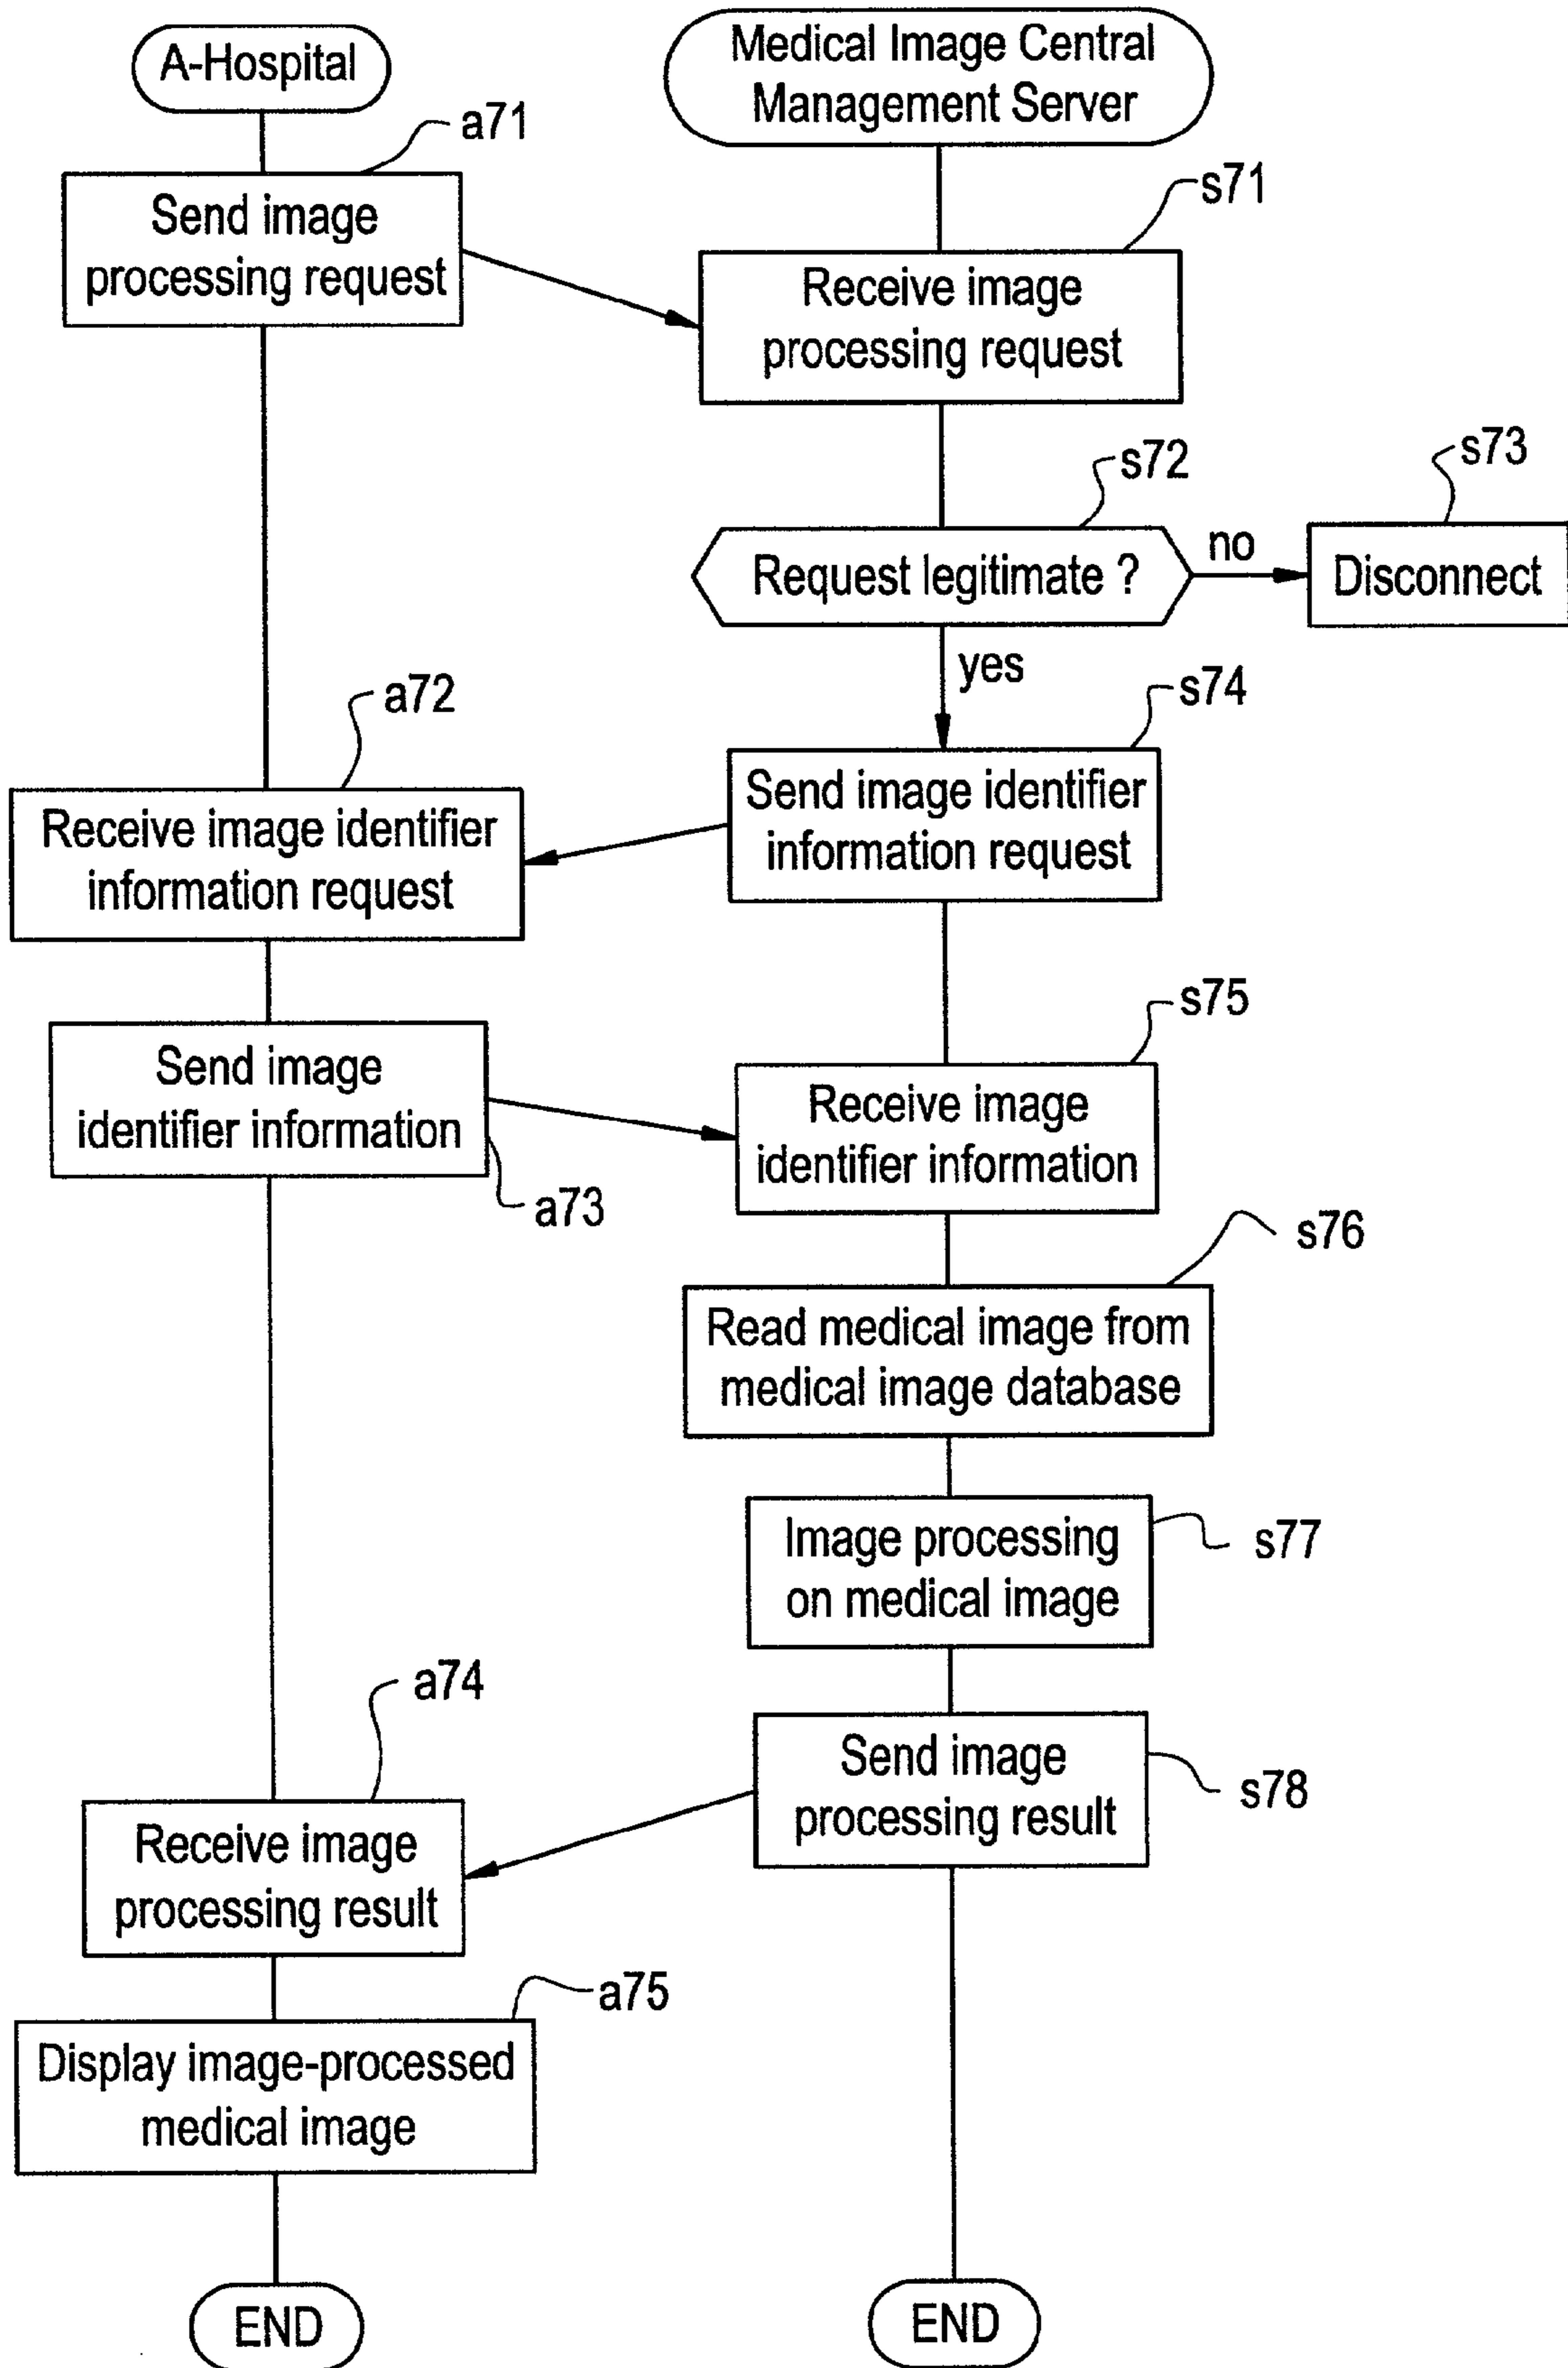 A-Hospital
Medical Image Central
Management Server
a71
Send image
processing request
s71
Receive image
processing request
s72
Request legitimate ?
no
s73
Disconnect
yes
a72
Receive image identifier
information request
s74
Send image identifier
information request
Send image
identifier information
a73
s75
Receive image
identifier information
s76
Read medical image from
medical image database
Image processing
on medical image
s77
a74
Receive image
processing result
Send image
processing result
s78
a75
Display image-processed
medical image
END
END